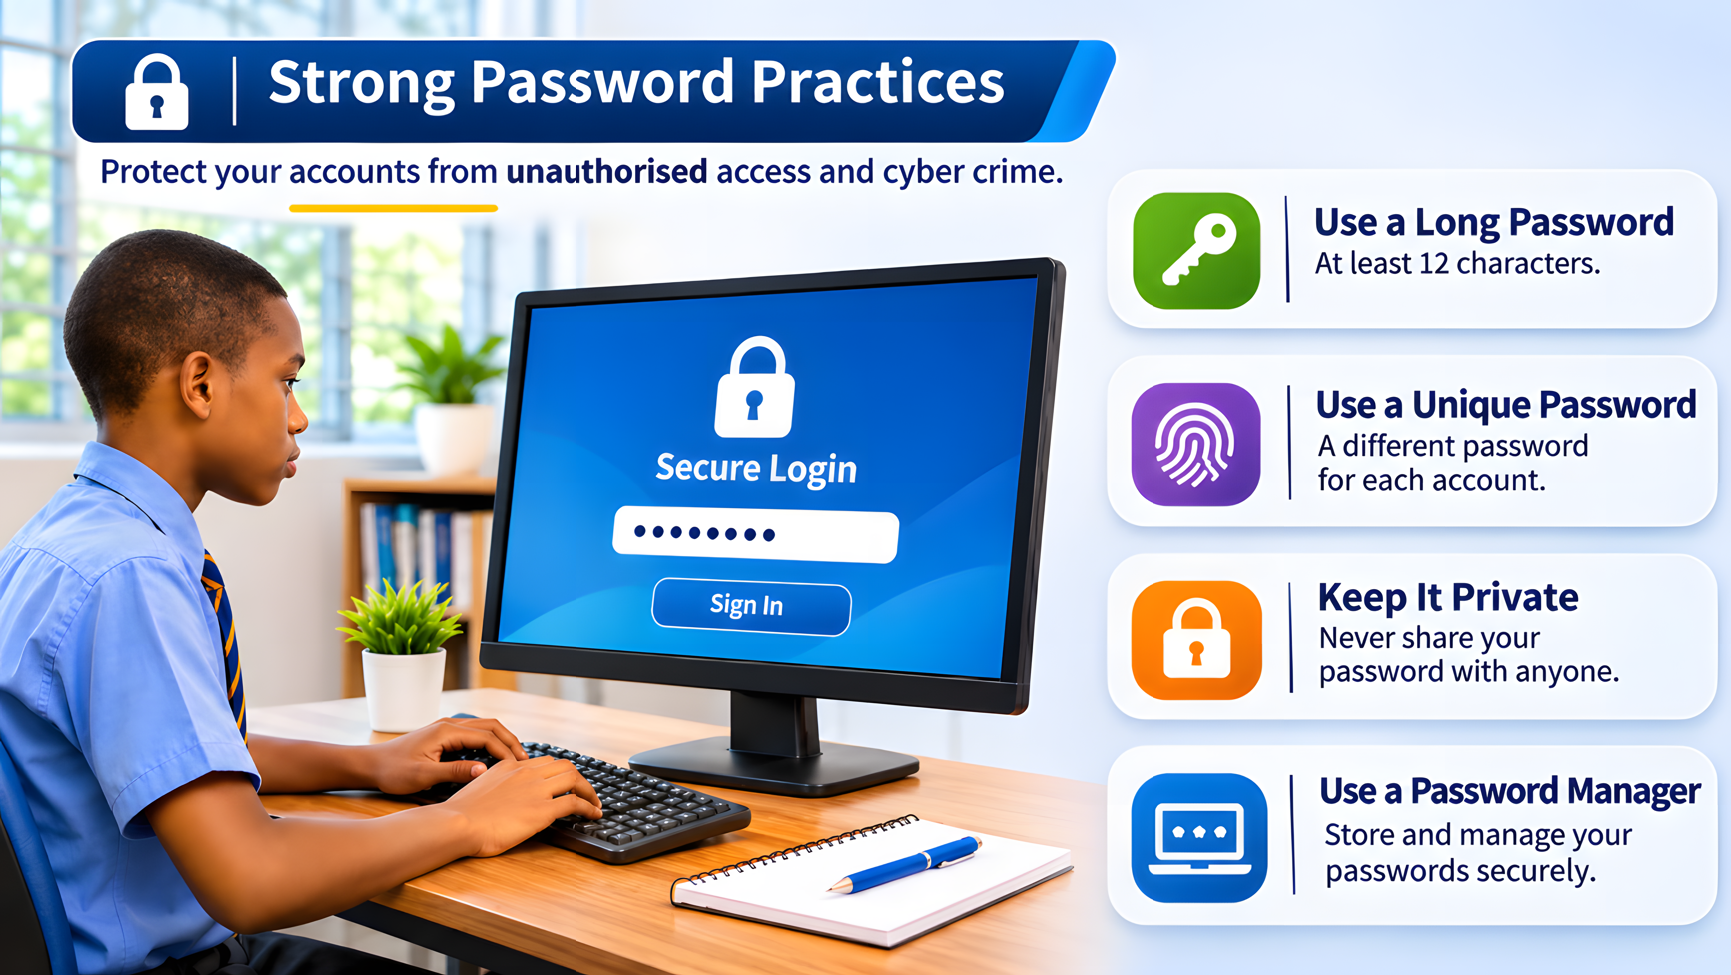 Strong Password Practices
Protect your accounts from unauthorised access and cyber crime.
Secure Login
Sign In
Use a Long Password
At least 12 characters.
Use a Unique Password
A different password
for each account.
Keep It Private
Never share your
password with anyone.
Use a Password Manager
Store and manage your
passwords securely.